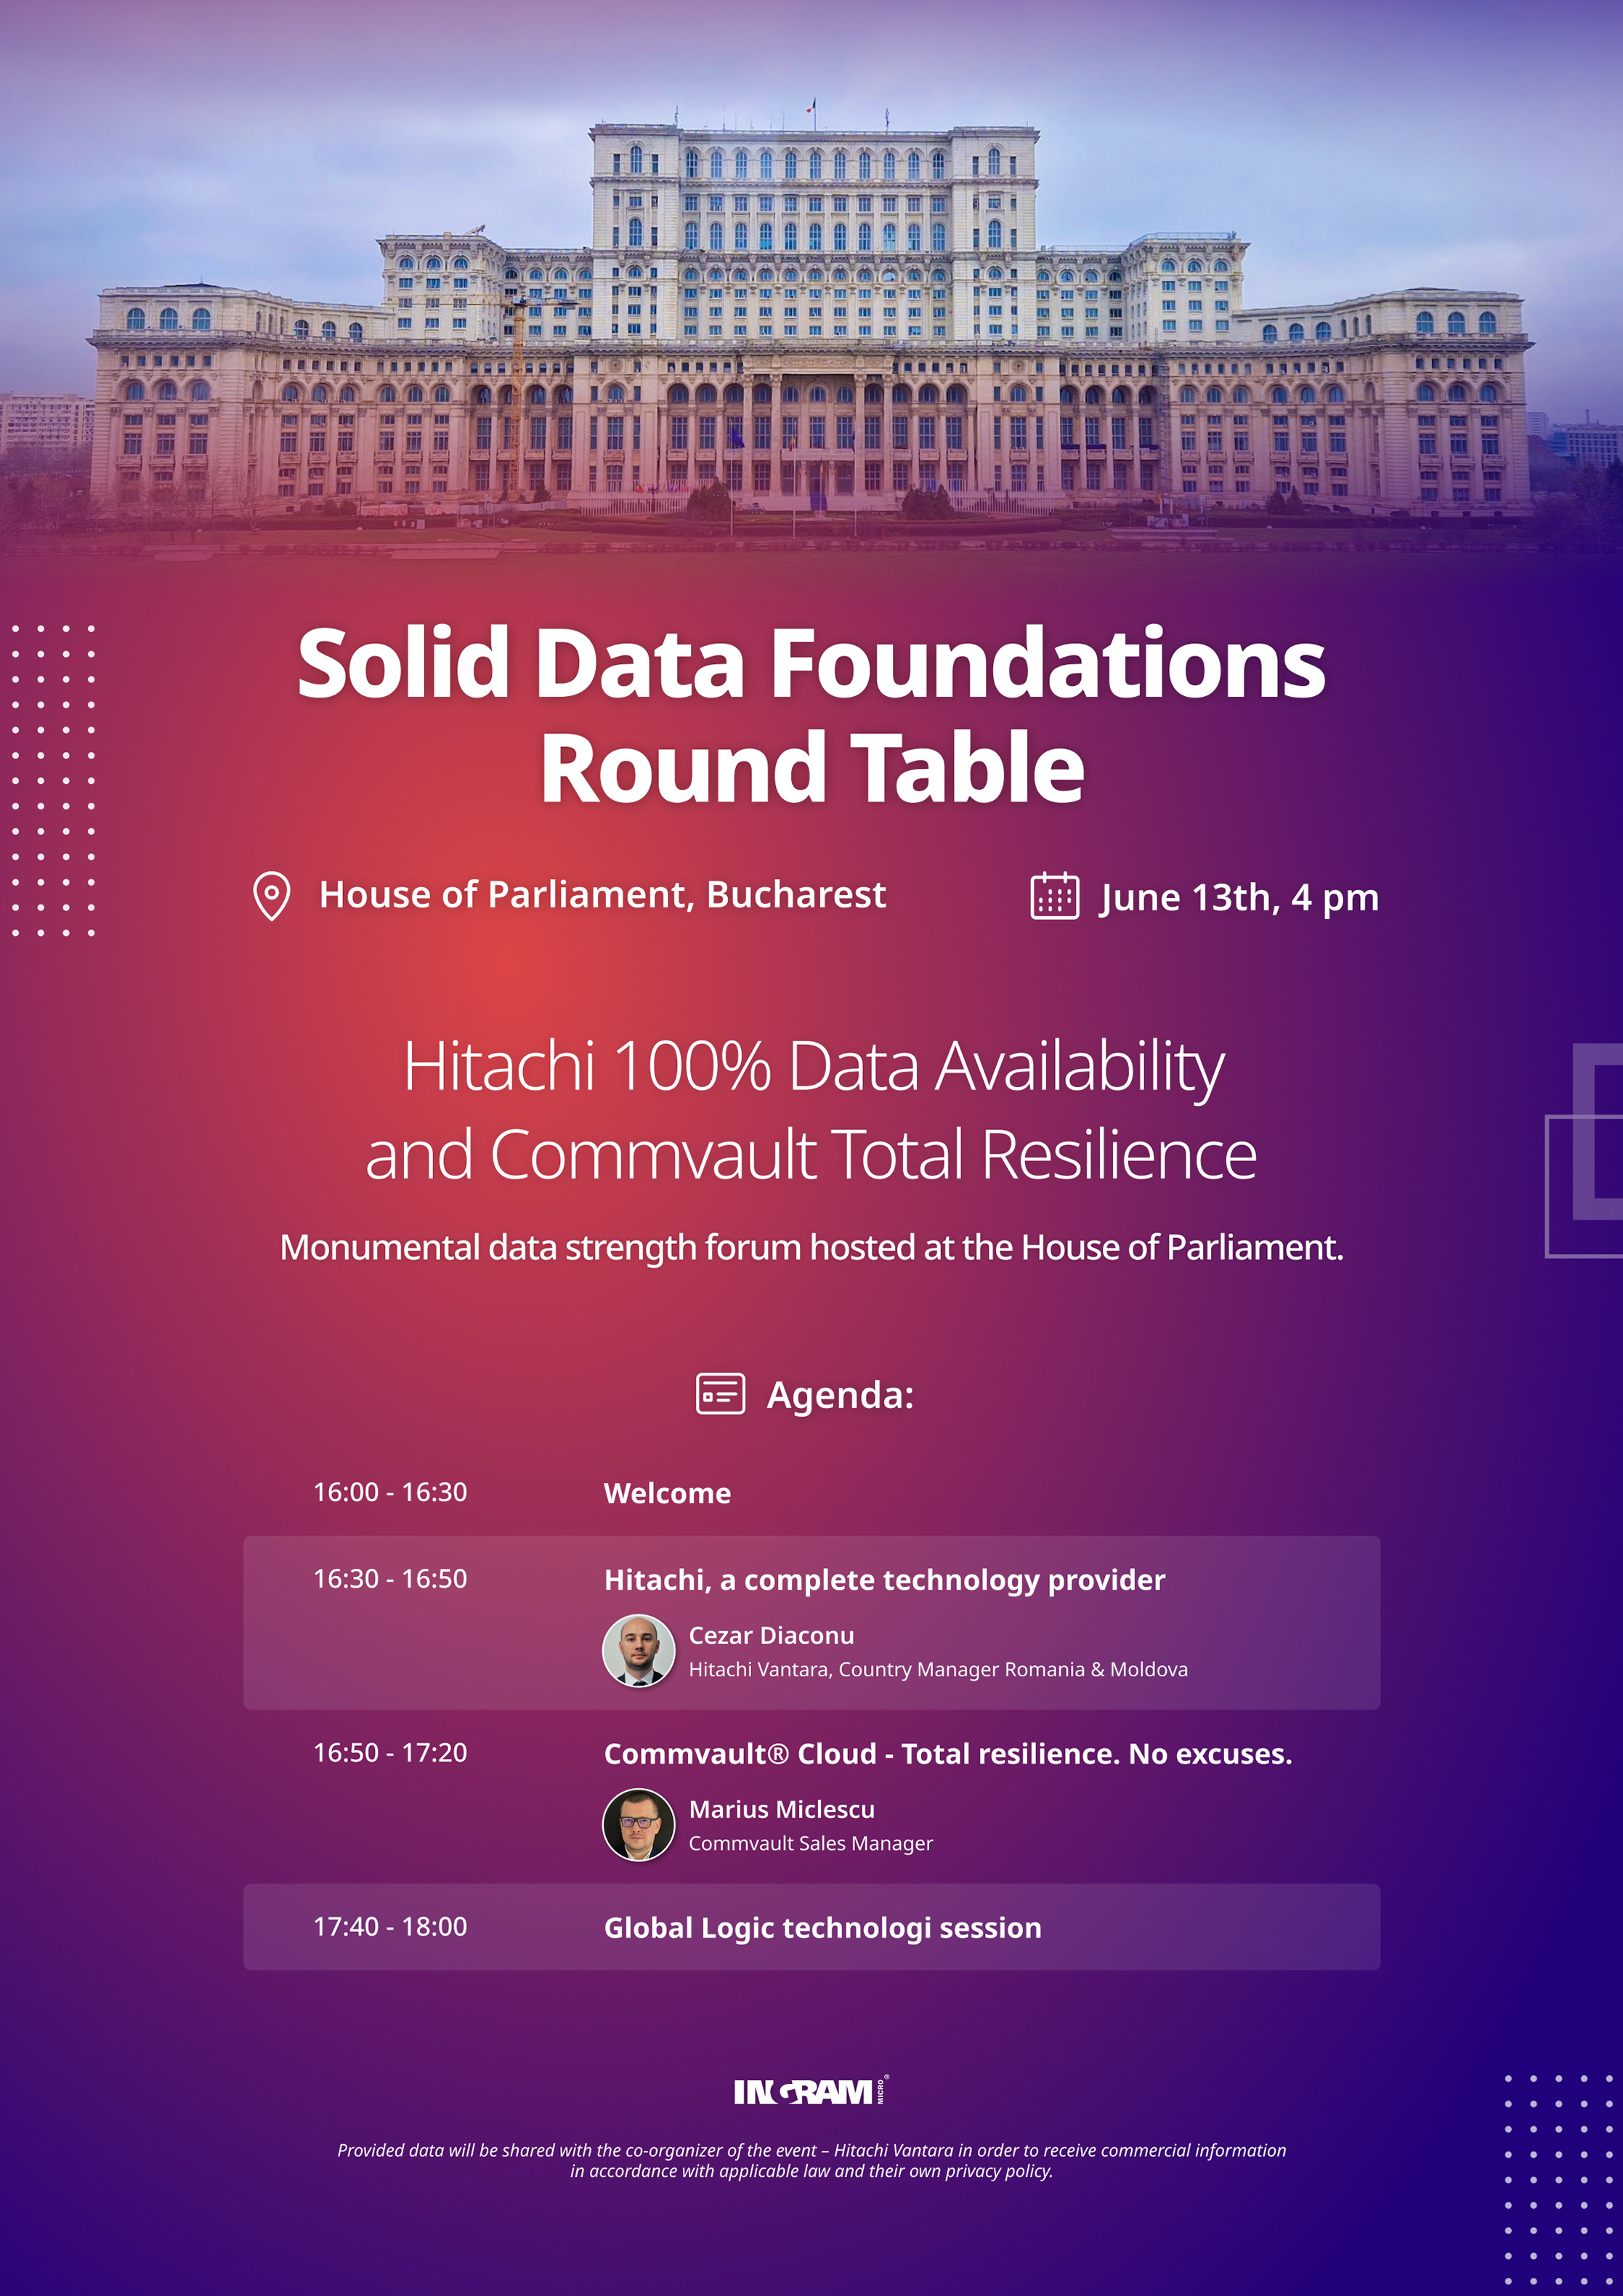 Solid Data Foundations
Round Table
House of Parliament, Bucharest
June 13th, 4 pm
Hitachi 100% Data Availability
and Commvault Total Resilience
Monumental data strength forum hosted at the House of Parliament.
Agenda:
16:00 - 16:30 Welcome
16:30 - 16:50 Hitachi, a complete technology provider
Cezar Diaconu
Hitachi Vantara, Country Manager Romania & Moldova
16:50 - 17:20 Commvault® Cloud - Total resilience. No excuses.
Marius Miclescu
Commvault Sales Manager
17:40 - 18:00 Global Logic technologi session
INGRAM MICRO®
Provided data will be shared with the co-organizer of the event – Hitachi Vantara in order to receive commercial information
in accordance with applicable law and their own privacy policy.